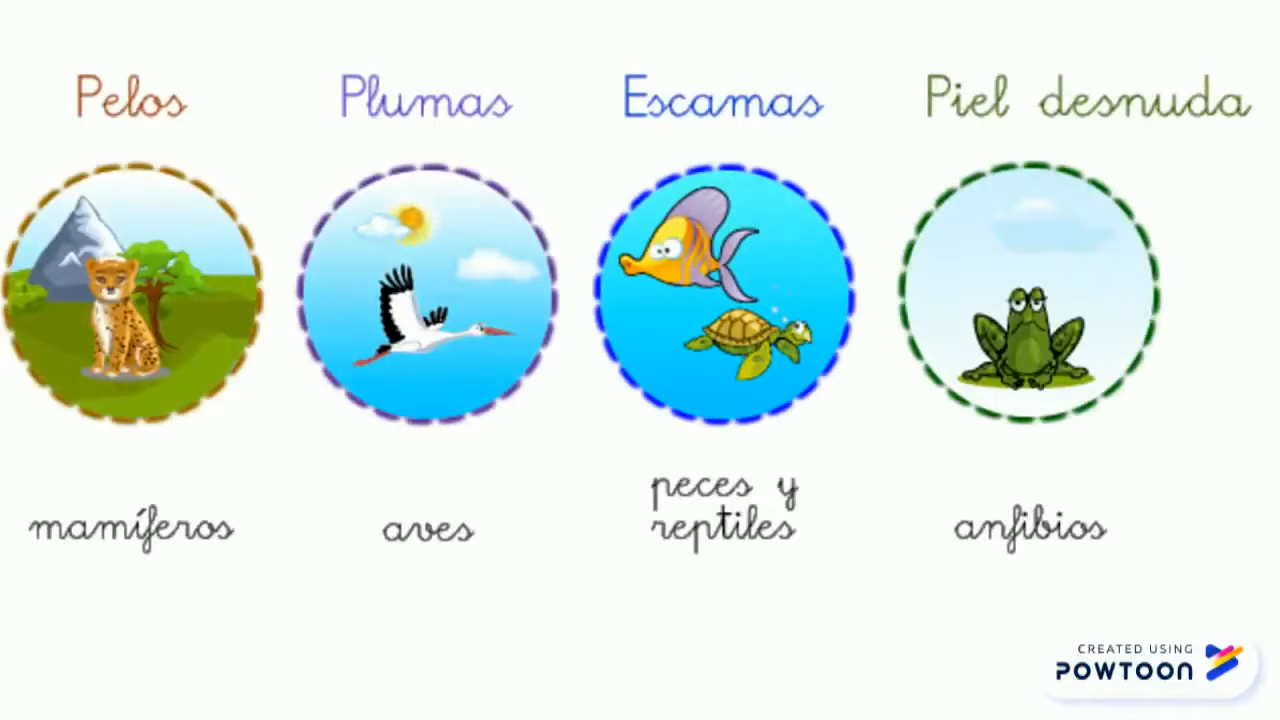 Pelos
Plumas
Escamas
Piel desnuda
mamíferos
aves
peces y
reptiles
anfibios
CREATED USING
POWTOON